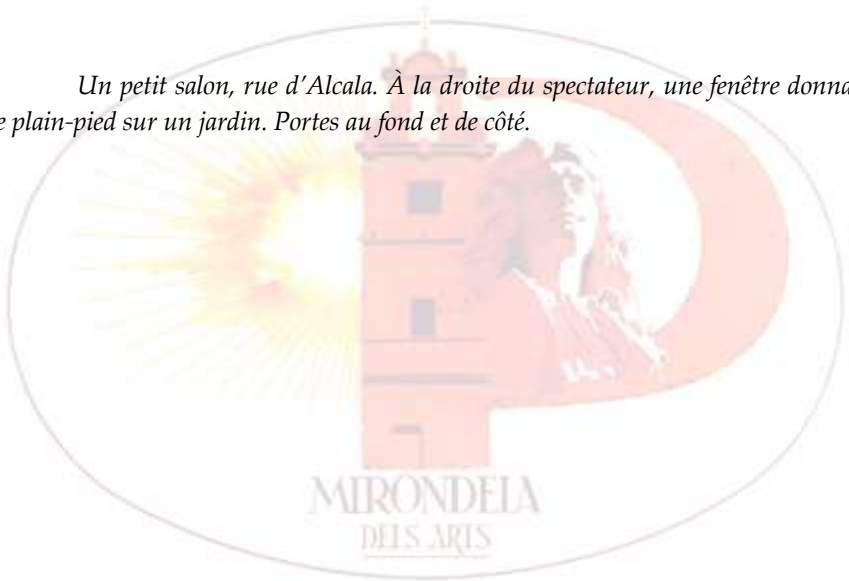 Un petit salon, rue d'Alcala. À la droite du spectateur, une fenêtre
plain-pied sur un jardin. Portes au fond et de côté.
MIRONDELA
DELS ARTS